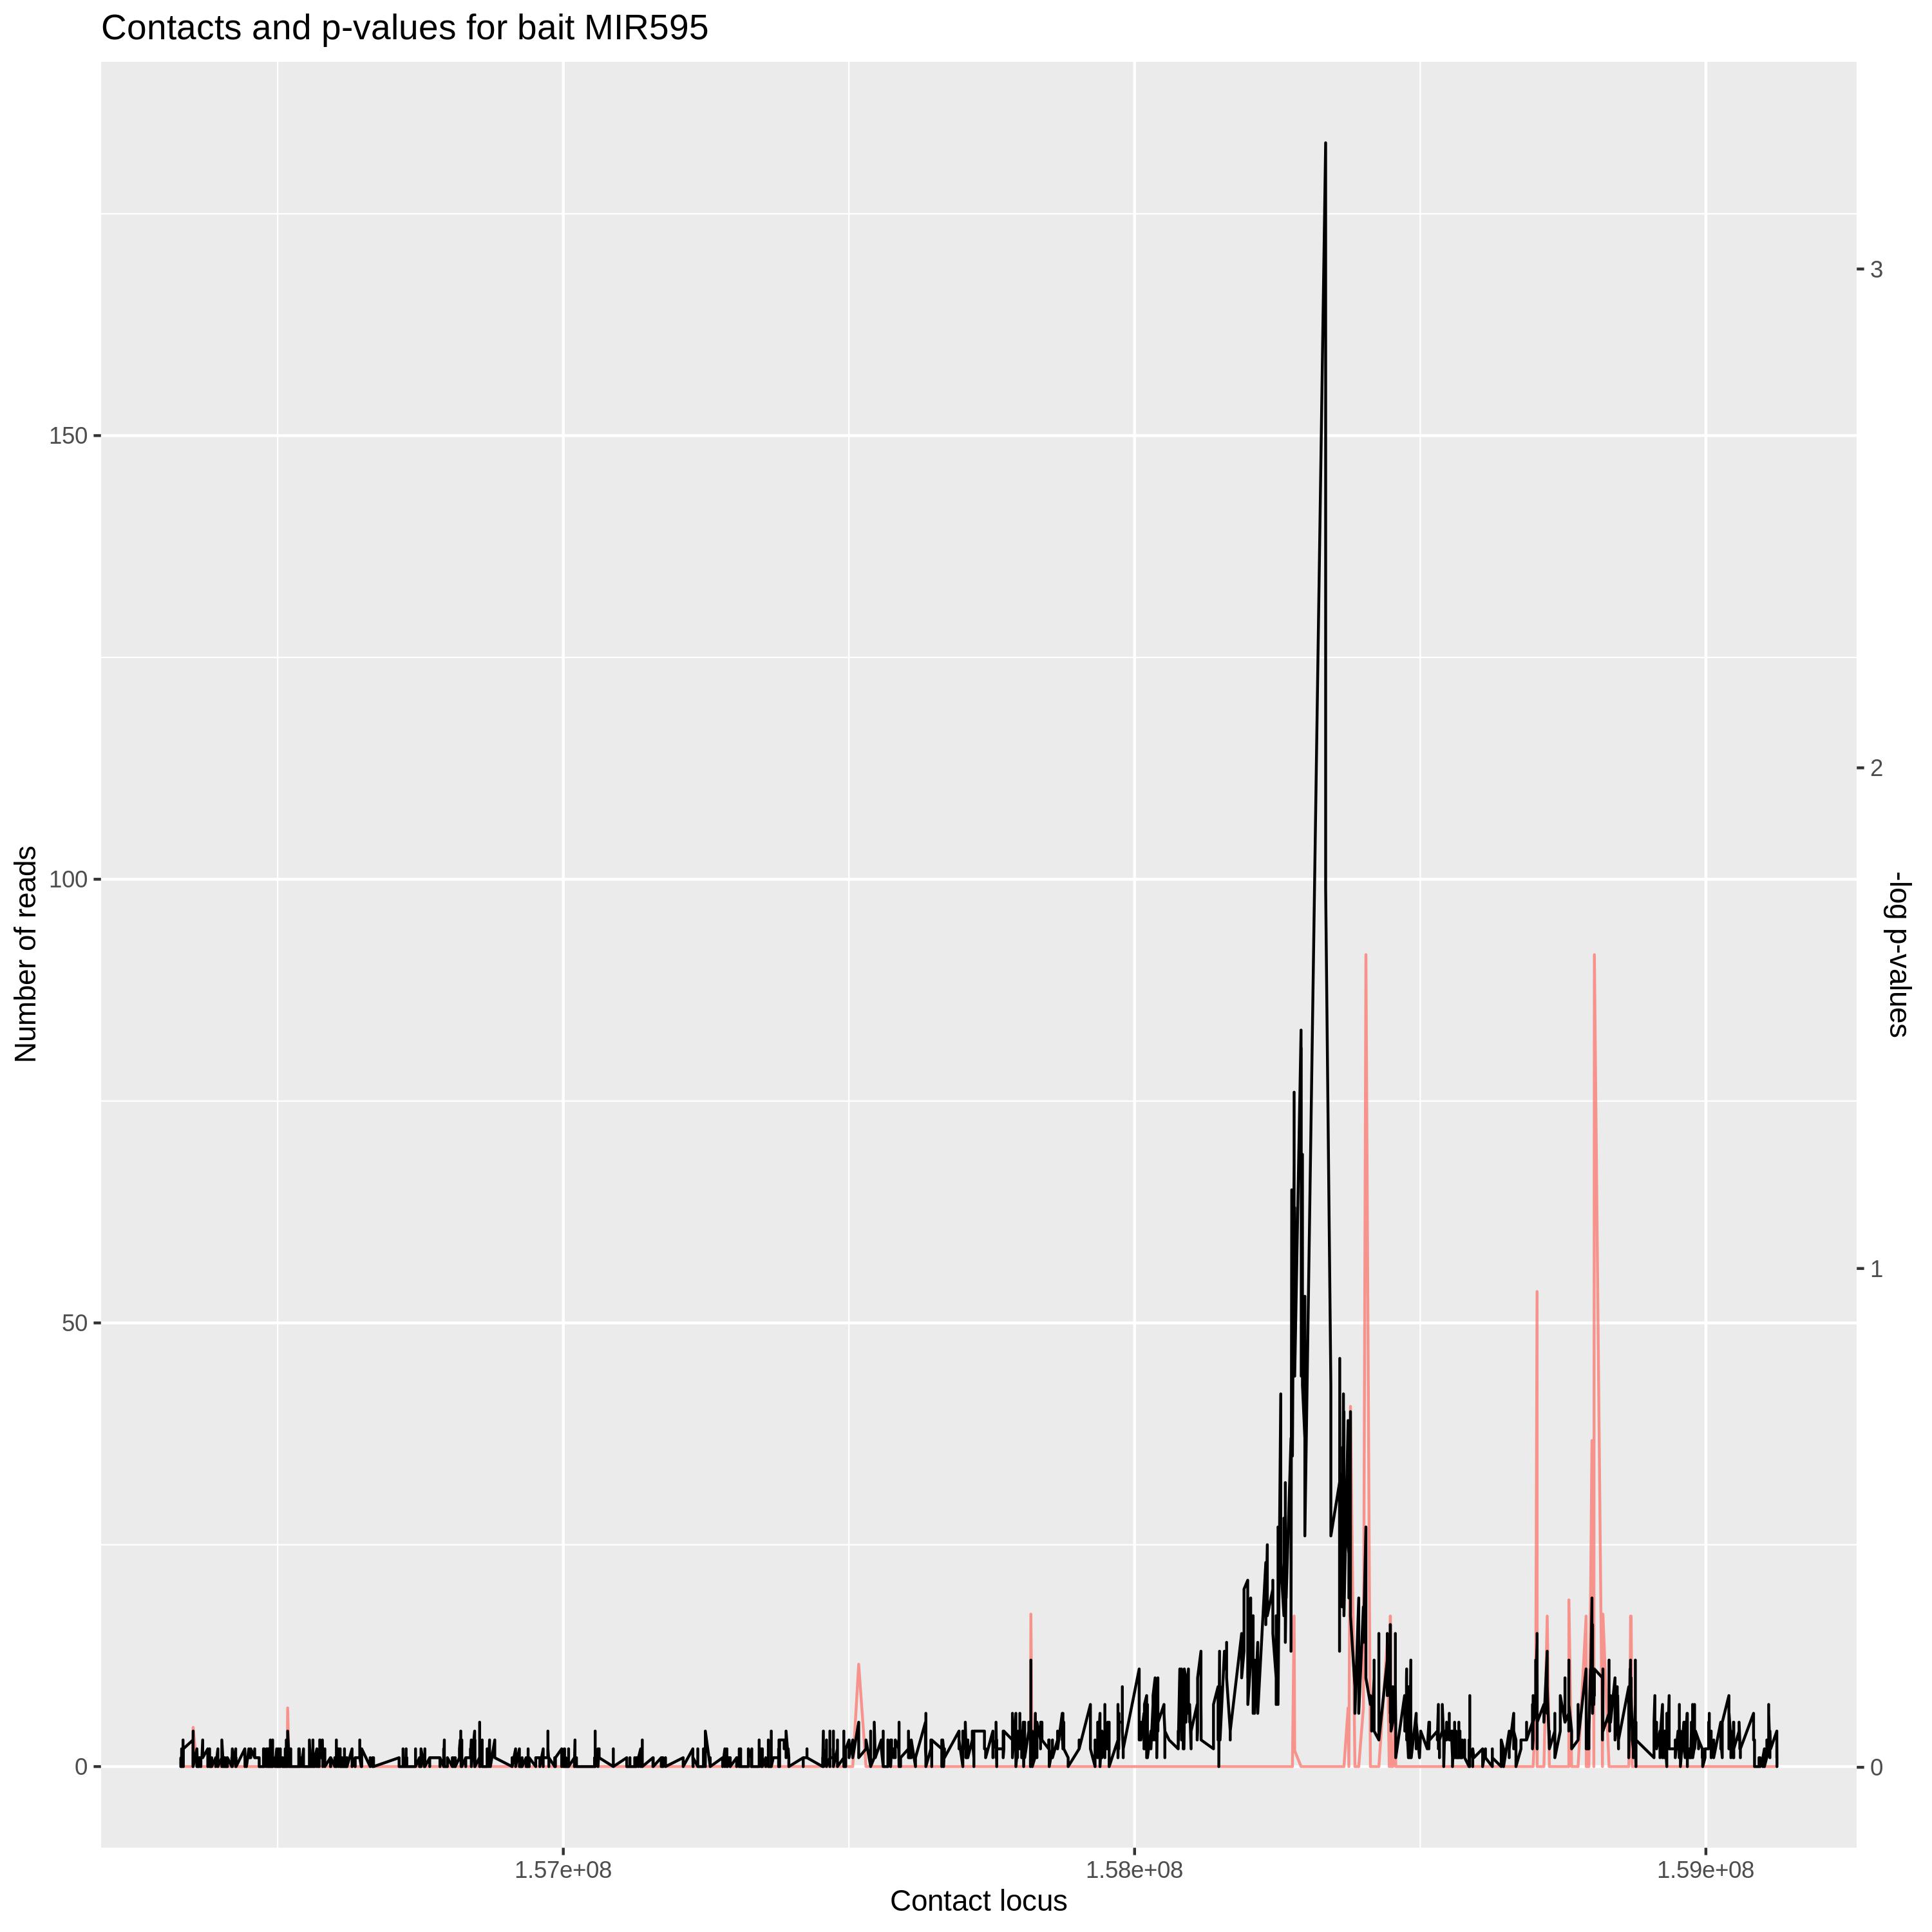 Contacts and p-values for bait MIR595
150
100
50
0
Number of reads
3
2
1
0
-log p-values
1.57e+08
1.58e+08
1.59e+08
Contact locus